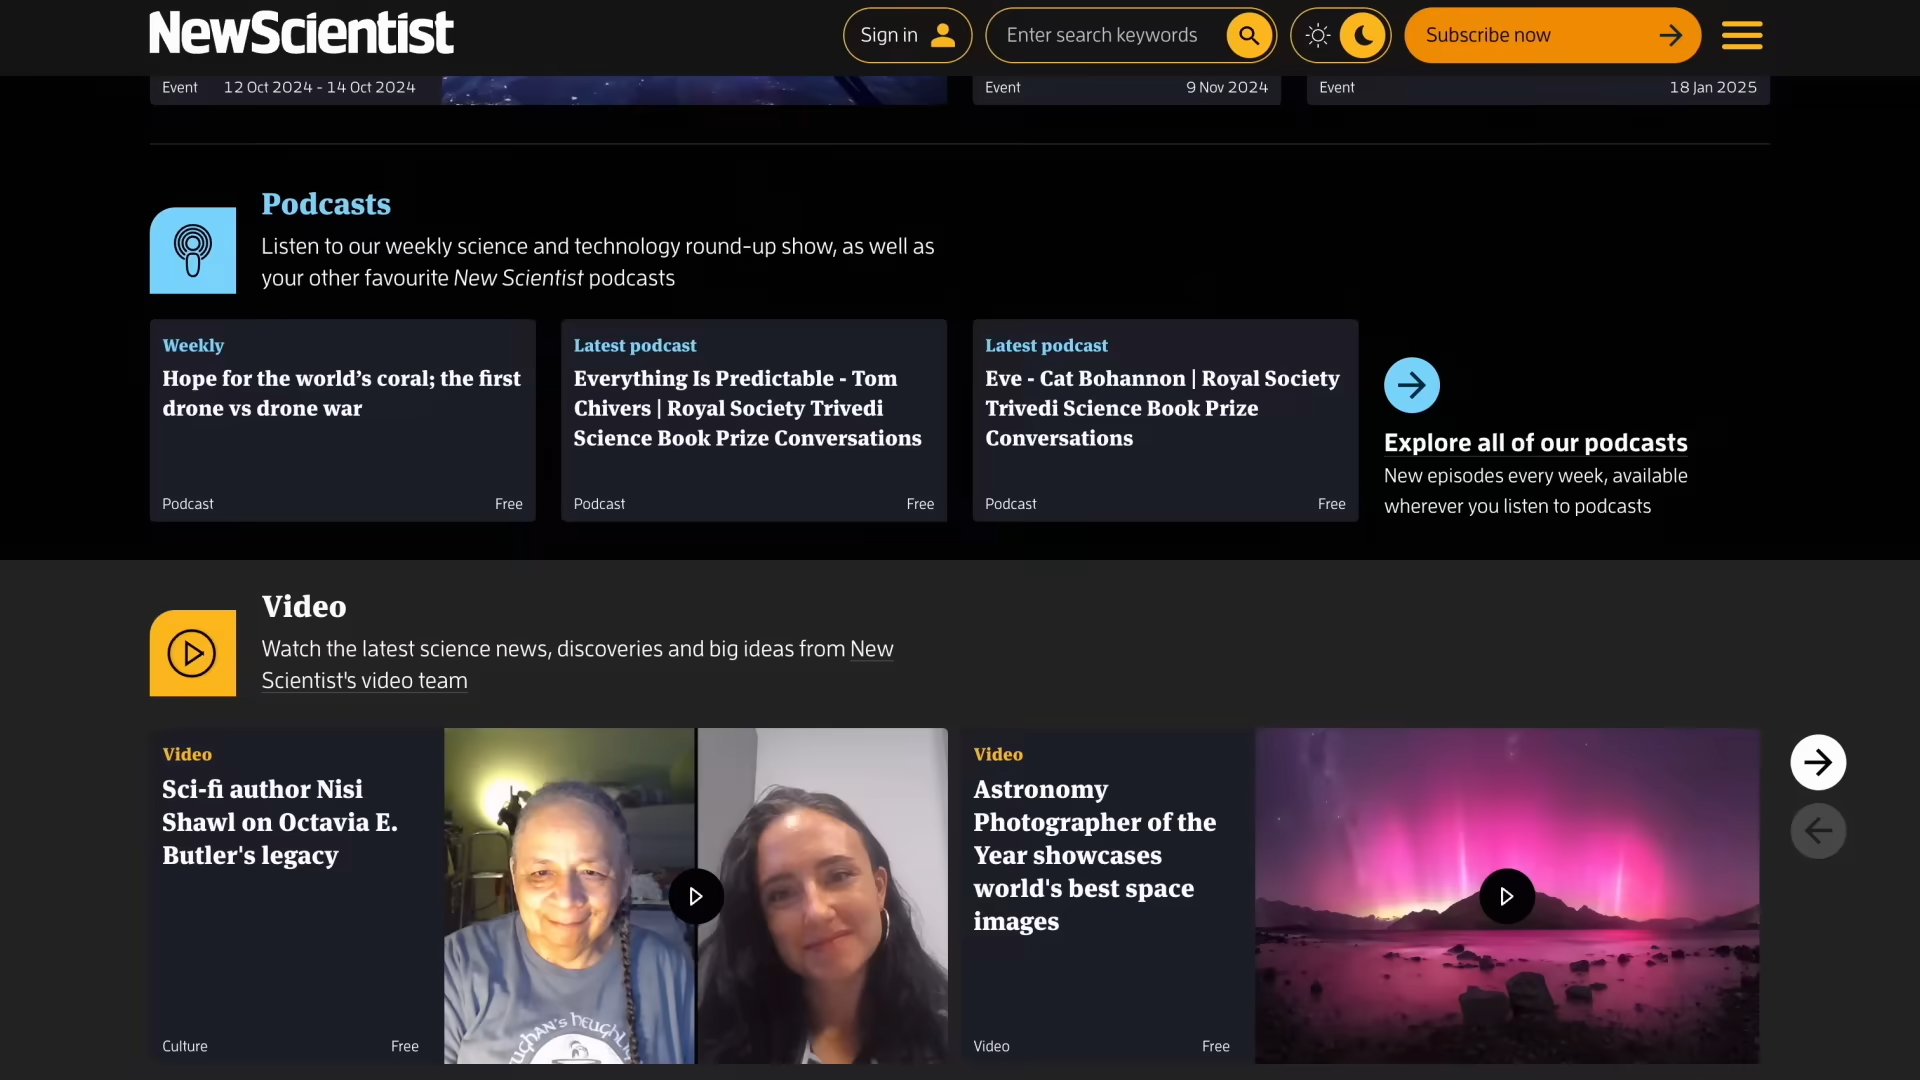 NewScientist
Sign in
Enter search keywords
Subscribe now
Event 12 Oct 2024 - 14 Oct 2024
Event 9 Nov 2024
Event 18 Jan 2025
Podcasts
Listen to our weekly science and technology round-up show, as well as
your other favourite New Scientist podcasts
Weekly
Hope for the world’s coral; the first
drone vs drone war
Podcast Free
Latest podcast
Everything Is Predictable - Tom
Chivers | Royal Society Trivedi
Science Book Prize Conversations
Podcast Free
Latest podcast
Eve - Cat Bohannon | Royal Society
Trivedi Science Book Prize
Conversations
Podcast Free
Explore all of our podcasts
New episodes every week, available
wherever you listen to podcasts
Video
Watch the latest science news, discoveries and big ideas from New
Scientist's video team
Video
Sci-fi author Nisi
Shawl on Octavia E.
Butler's legacy
Culture Free
Video
Astronomy
Photographer of the
Year showcases
world's best space
images
Video Free